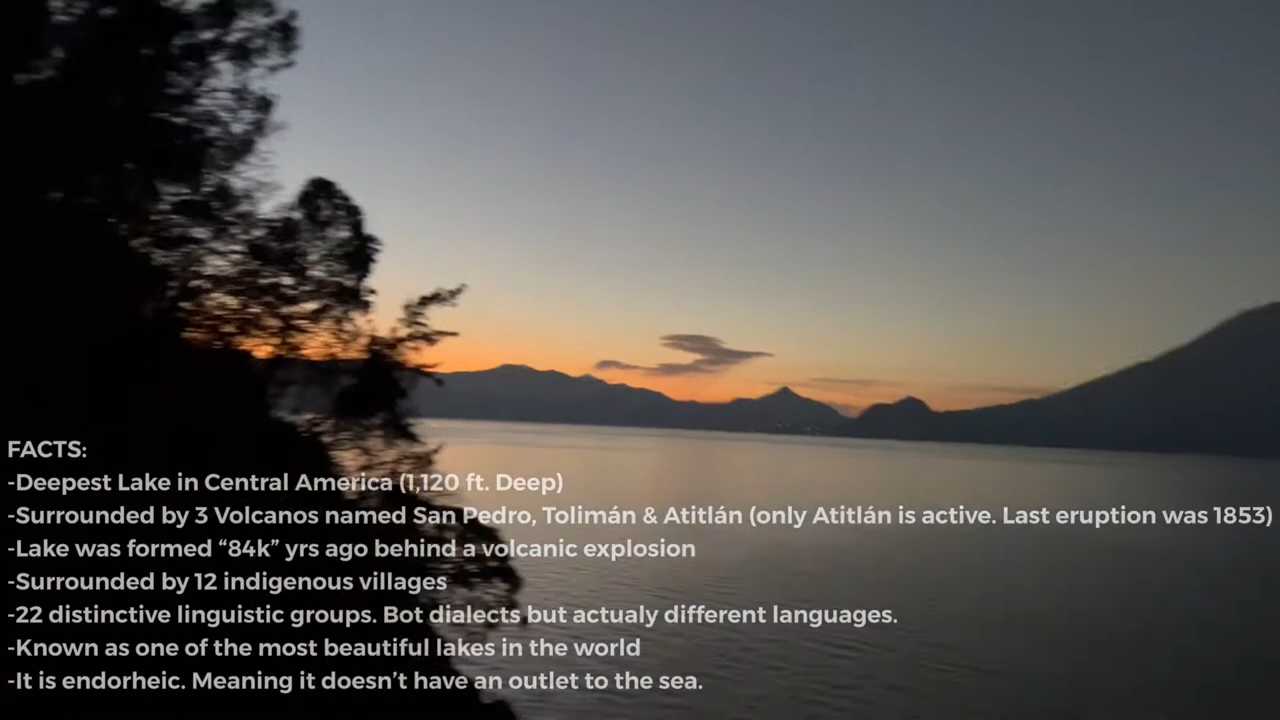 FACTS:
-Deepest Lake in Central America (1,120 ft. Deep)
-Surrounded by 3 Volcanos named San Pedro, Tolimán & Atitlán (only Atitlán is active. Last eruption was 1853)
-Lake was formed “84k” yrs ago behind a volcanic explosion
-Surrounded by 12 indigenous villages
-22 distinctive linguistic groups. Bot dialects but actualy different languages.
-Known as one of the most beautiful lakes in the world
-It is endorheic. Meaning it doesn’t have an outlet to the sea.